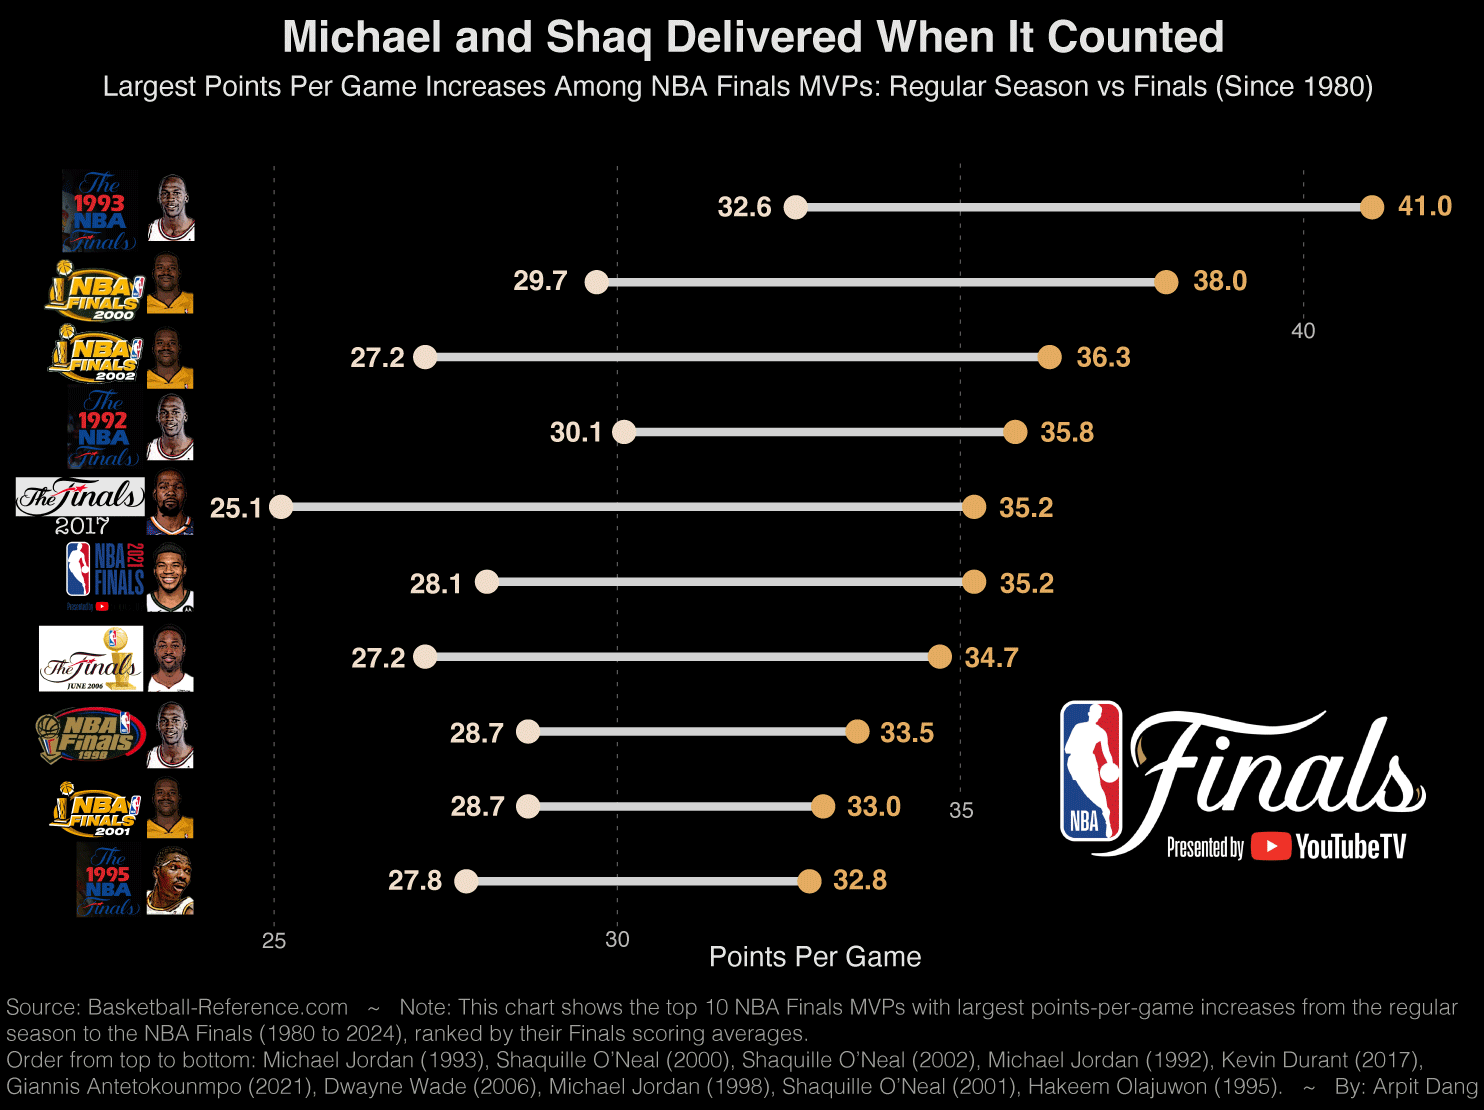 Michael and Shaq Delivered When It Counted
Largest Points Per Game Increases Among NBA Finals MVPs: Regular Season vs Finals (Since 1980)
The
1993
NBA
Finals
32.6
41.0
NBA
FINALS
2000
29.7
38.0
40
NBA
FINALS
2002
27.2
36.3
The
1992
NBA
Finals
30.1
35.8
The Finals
2017
25.1
35.2
NBA 2021
FINALS
Presented by
28.1
35.2
The Finals
JUNE 2006
27.2
34.7
NBA
Finals
1998
28.7
33.5
NBA
FINALS
2001
28.7
33.0
35
The
1995
NBA
Finals
27.8
32.8
NBA
Finals
Presented by YouTubeTV
25
30
Points Per Game
Source: Basketball-Reference.com ~ Note: This chart shows the top 10 NBA Finals MVPs with largest points-per-game increases from the regular
season to the NBA Finals (1980 to 2024), ranked by their Finals scoring averages.
Order from top to bottom: Michael Jordan (1993), Shaquille O'Neal (2000), Shaquille O'Neal (2002), Michael Jordan (1992), Kevin Durant (2017),
Giannis Antetokounmpo (2021), Dwayne Wade (2006), Michael Jordan (1998), Shaquille O'Neal (2001), Hakeem Olajuwon (1995). ~ By: Arpit Dang